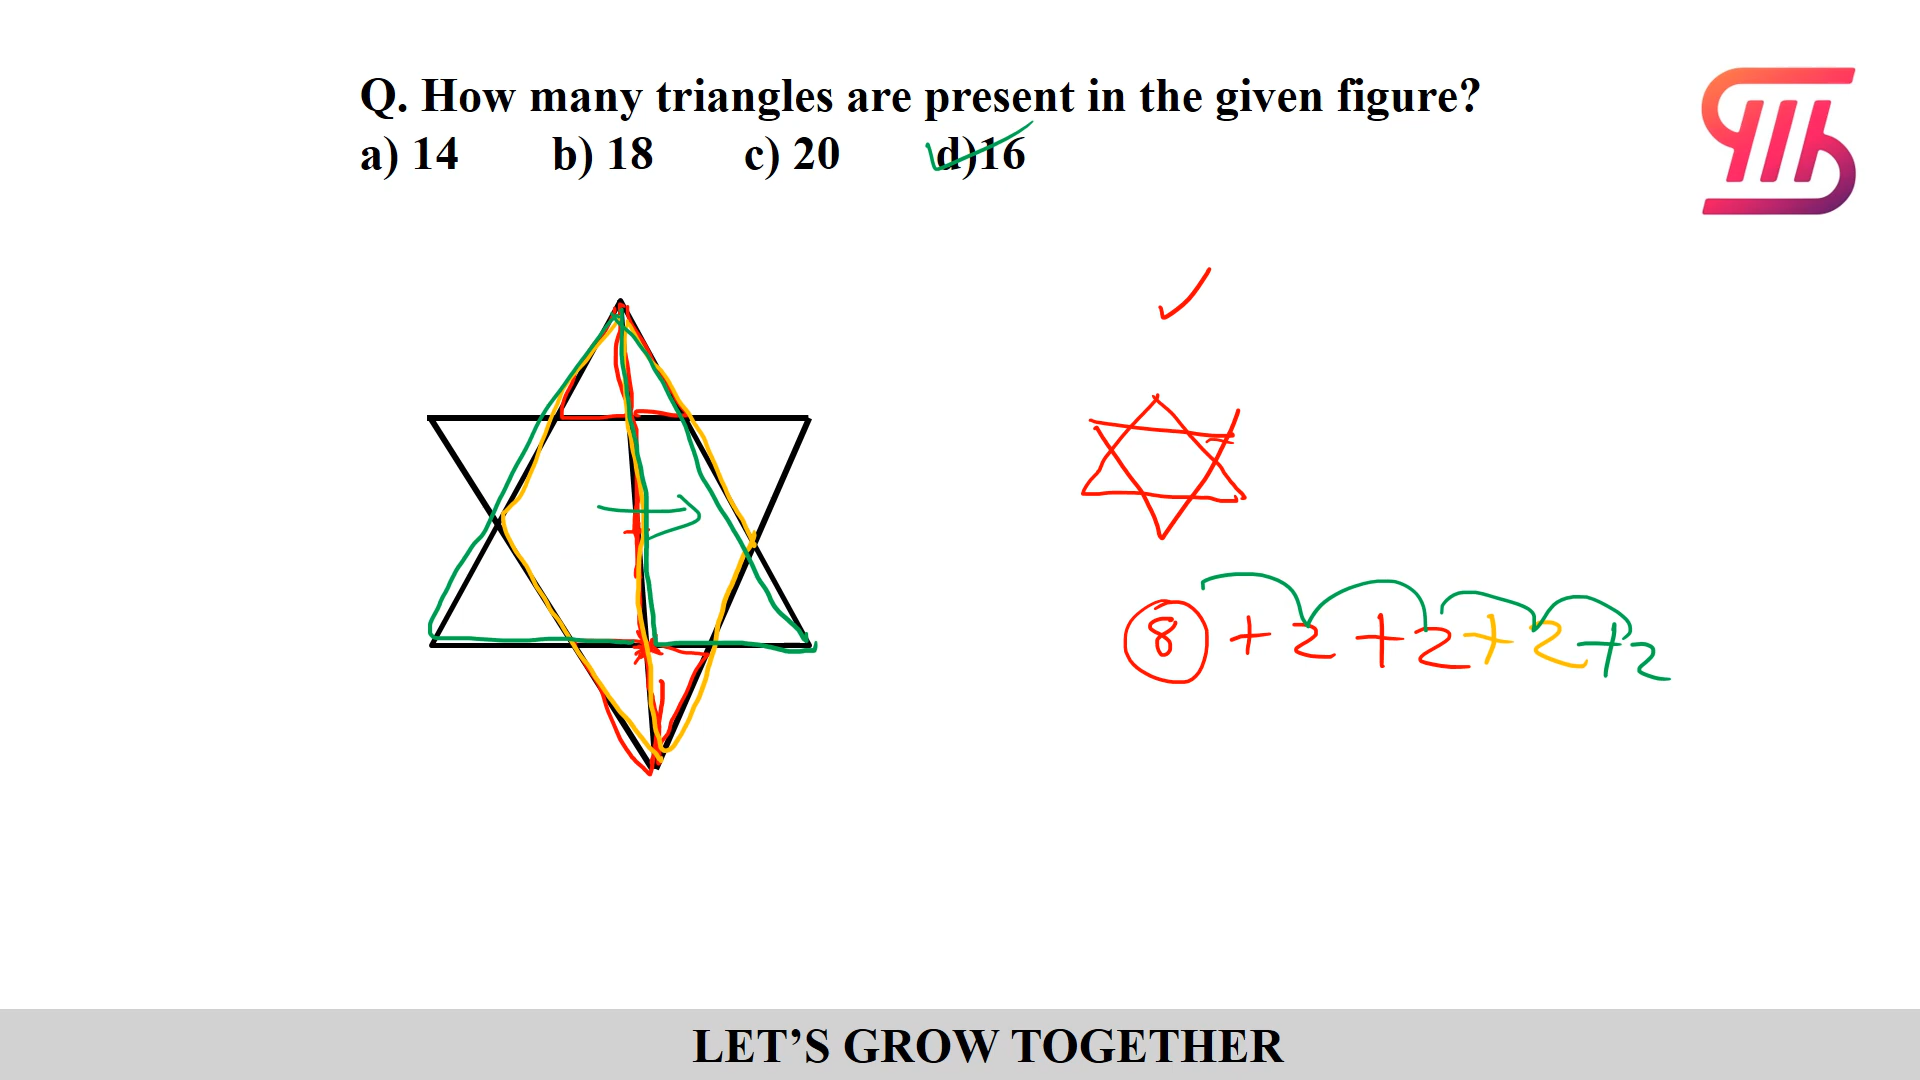 Q. How many triangles are present in the given figure?
a) 14 b) 18 c) 20 d)16
8 + 2 + 2 + 2 + 2
LET’S GROW TOGETHER